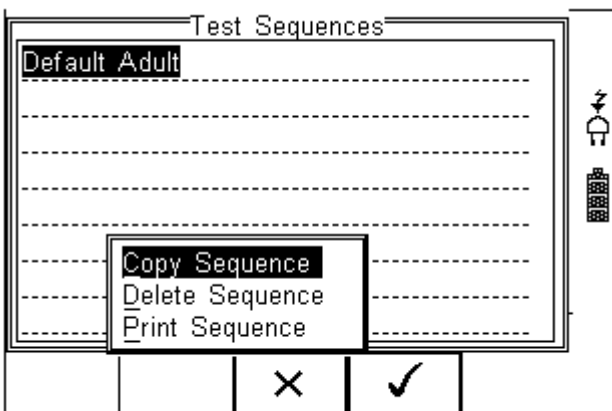 Test Sequences
Default Adult
Copy Sequence
Delete Sequence
Print Sequence